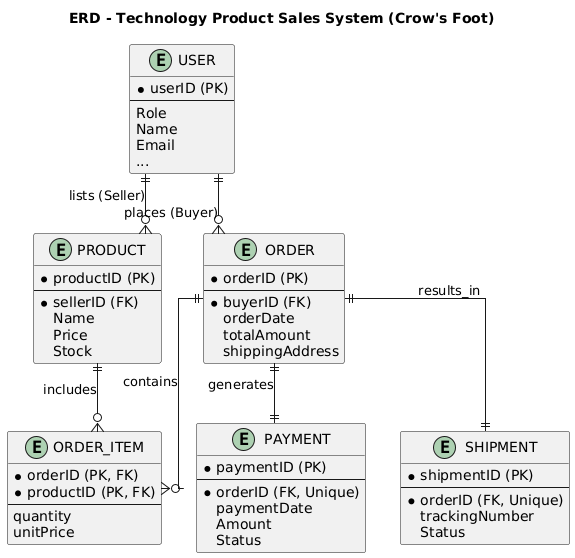 ERD - Technology Product Sales System (Crow's Foot)
E USER
* userID (PK)
Role
Name
Email
...
lists (Seller)
places (Buyer)
E PRODUCT
* productID (PK)
* sellerID (FK)
Name
Price
Stock
E ORDER
* orderID (PK)
* buyerID (FK)
orderDate
totalAmount
shippingAddress
results_in
includes
contains
generates
E ORDER_ITEM
* orderID (PK, FK)
* productID (PK, FK)
quantity
unitPrice
E PAYMENT
* paymentID (PK)
* orderID (FK, Unique)
paymentDate
Amount
Status
E SHIPMENT
* shipmentID (PK)
* orderID (FK, Unique)
trackingNumber
Status